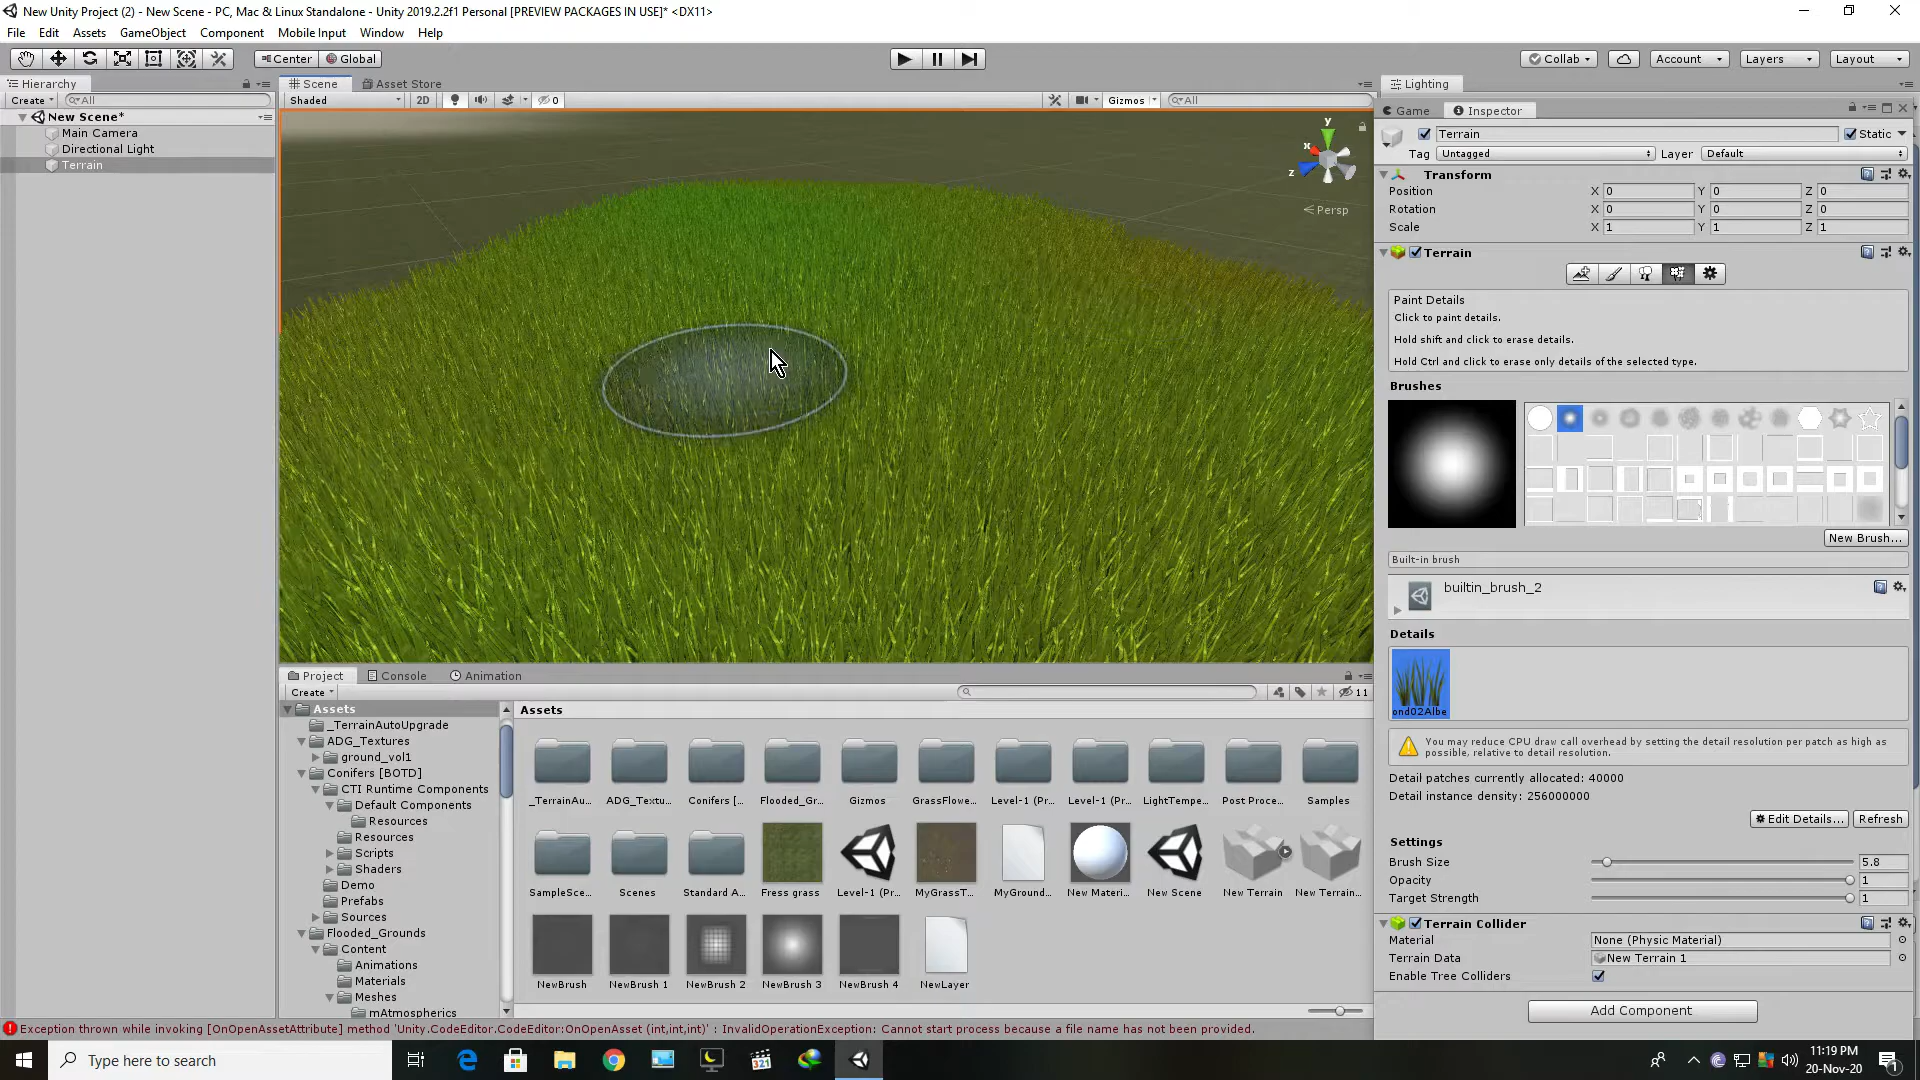 New Unity Project (2) - New Scene - PC, Mac & Linux Standalone - Unity 2019.2.2f1 Personal [PREVIEW PACKAGES IN USE]* <DX11>
File Edit Assets GameObject Component Mobile Input Window Help
Center Global Collab Account Layers Layout
Hierarchy
Create All
New Scene*
Main Camera
Directional Light
Terrain
Scene Asset Store
Shaded 2D 0 Gizmos All
y
x
z
Persp
Lighting
Game Inspector
Terrain Static
Tag Untagged Layer Default
Transform
Position X 0 Y 0 Z 0
Rotation X 0 Y 0 Z 0
Scale X 1 Y 1 Z 1
Terrain
Paint Details
Click to paint details.
Hold shift and click to erase details.
Hold Ctrl and click to erase only details of the selected type.
Brushes
New Brush...
Built-in brush
builtin_brush_2
Details
ond02Albe
You may reduce CPU draw call overhead by setting the detail resolution per patch as high as
possible, relative to detail resolution.
Detail patches currently allocated: 40000
Detail instance density: 256000000
Edit Details... Refresh
Settings
Brush Size 5.8
Opacity 1
Target Strength 1
Terrain Collider
Material None (Physic Material)
Terrain Data New Terrain 1
Enable Tree Colliders
Add Component
Project Console Animation
Create 11
Assets
_TerrainAutoUpgrade
ADG_Textures
ground_vol1
Conifers [BOTD]
CTI Runtime Components
Default Components
Resources
Resources
Scripts
Shaders
Demo
Prefabs
Sources
Flooded_Grounds
Content
Animations
Materials
Meshes
mAtmospherics
Assets
_TerrainAu... ADG_Textu... Conifers [... Flooded_Gr... Gizmos GrassFlowe... Level-1 (Pr... Level-1 (Pr... LightTempe... Post Proce... Samples
SampleSce... Scenes Standard A... Fress grass Level-1 (Pr... MyGrassT... MyGround... New Materi... New Scene New Terrain New Terrain...
NewBrush NewBrush 1 NewBrush 2 NewBrush 3 NewBrush 4 NewLayer
Exception thrown while invoking [OnOpenAssetAttribute] method 'Unity.CodeEditor.CodeEditor:OnOpenAsset (int,int,int)' : InvalidOperationException: Cannot start process because a file name has not been provided.
Type here to search
321
11:19 PM
20-Nov-20
1